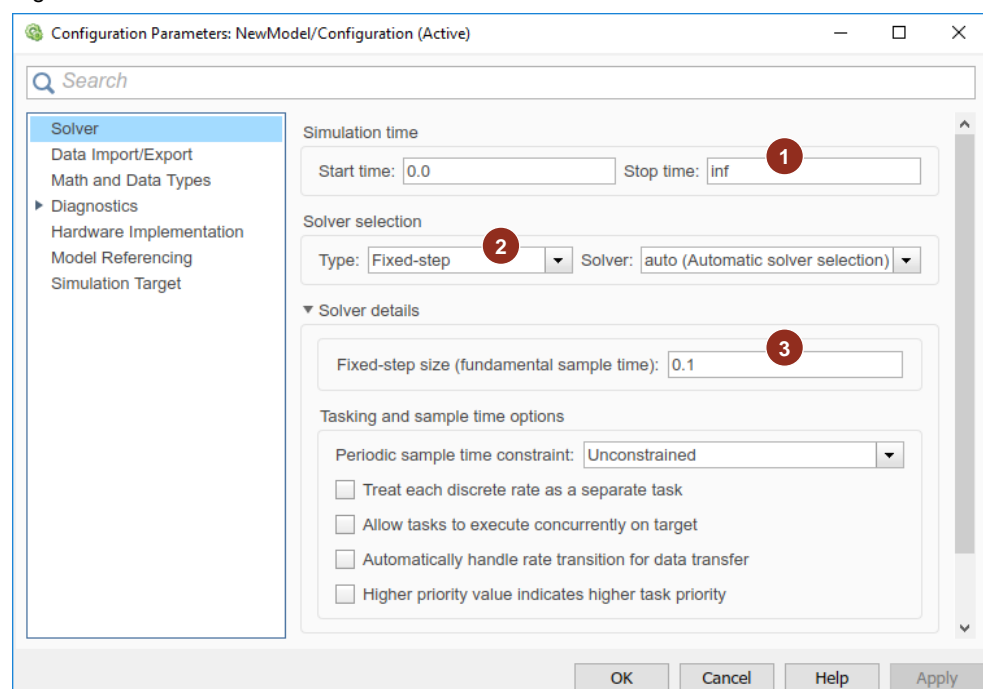 Configuration Parameters: NewModel/Configuration (Active)
Search
Solver
Data Import/Export
Math and Data Types
Diagnostics
Hardware Implementation
Model Referencing
Simulation Target
Simulation time
1
Start time: 0.0 Stop time: inf
Solver selection
2
Type: Fixed-step Solver: auto (Automatic solver selection)
Solver details
3
Fixed-step size (fundamental sample time): 0.1
Tasking and sample time options
Periodic sample time constraint: Unconstrained
Treat each discrete rate as a separate task
Allow tasks to execute concurrently on target
Automatically handle rate transition for data transfer
Higher priority value indicates higher task priority
OK Cancel Help Apply